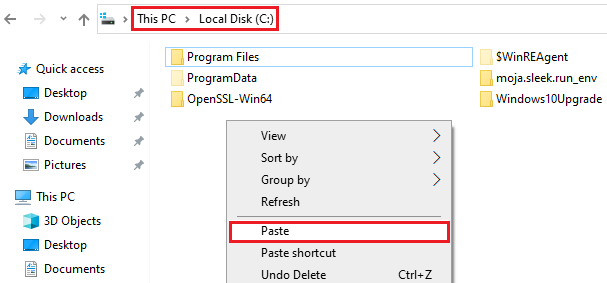 This PC > Local Disk (C:)
Quick access
Desktop
Downloads
Documents
Pictures
This PC
3D Objects
Desktop
Documents
Program Files
ProgramData
OpenSSL-Win64
$WinREAgent
moja.sleek.run_env
Windows10Upgrade
View
Sort by
Group by
Refresh
Paste
Paste shortcut
Undo Delete Ctrl+Z